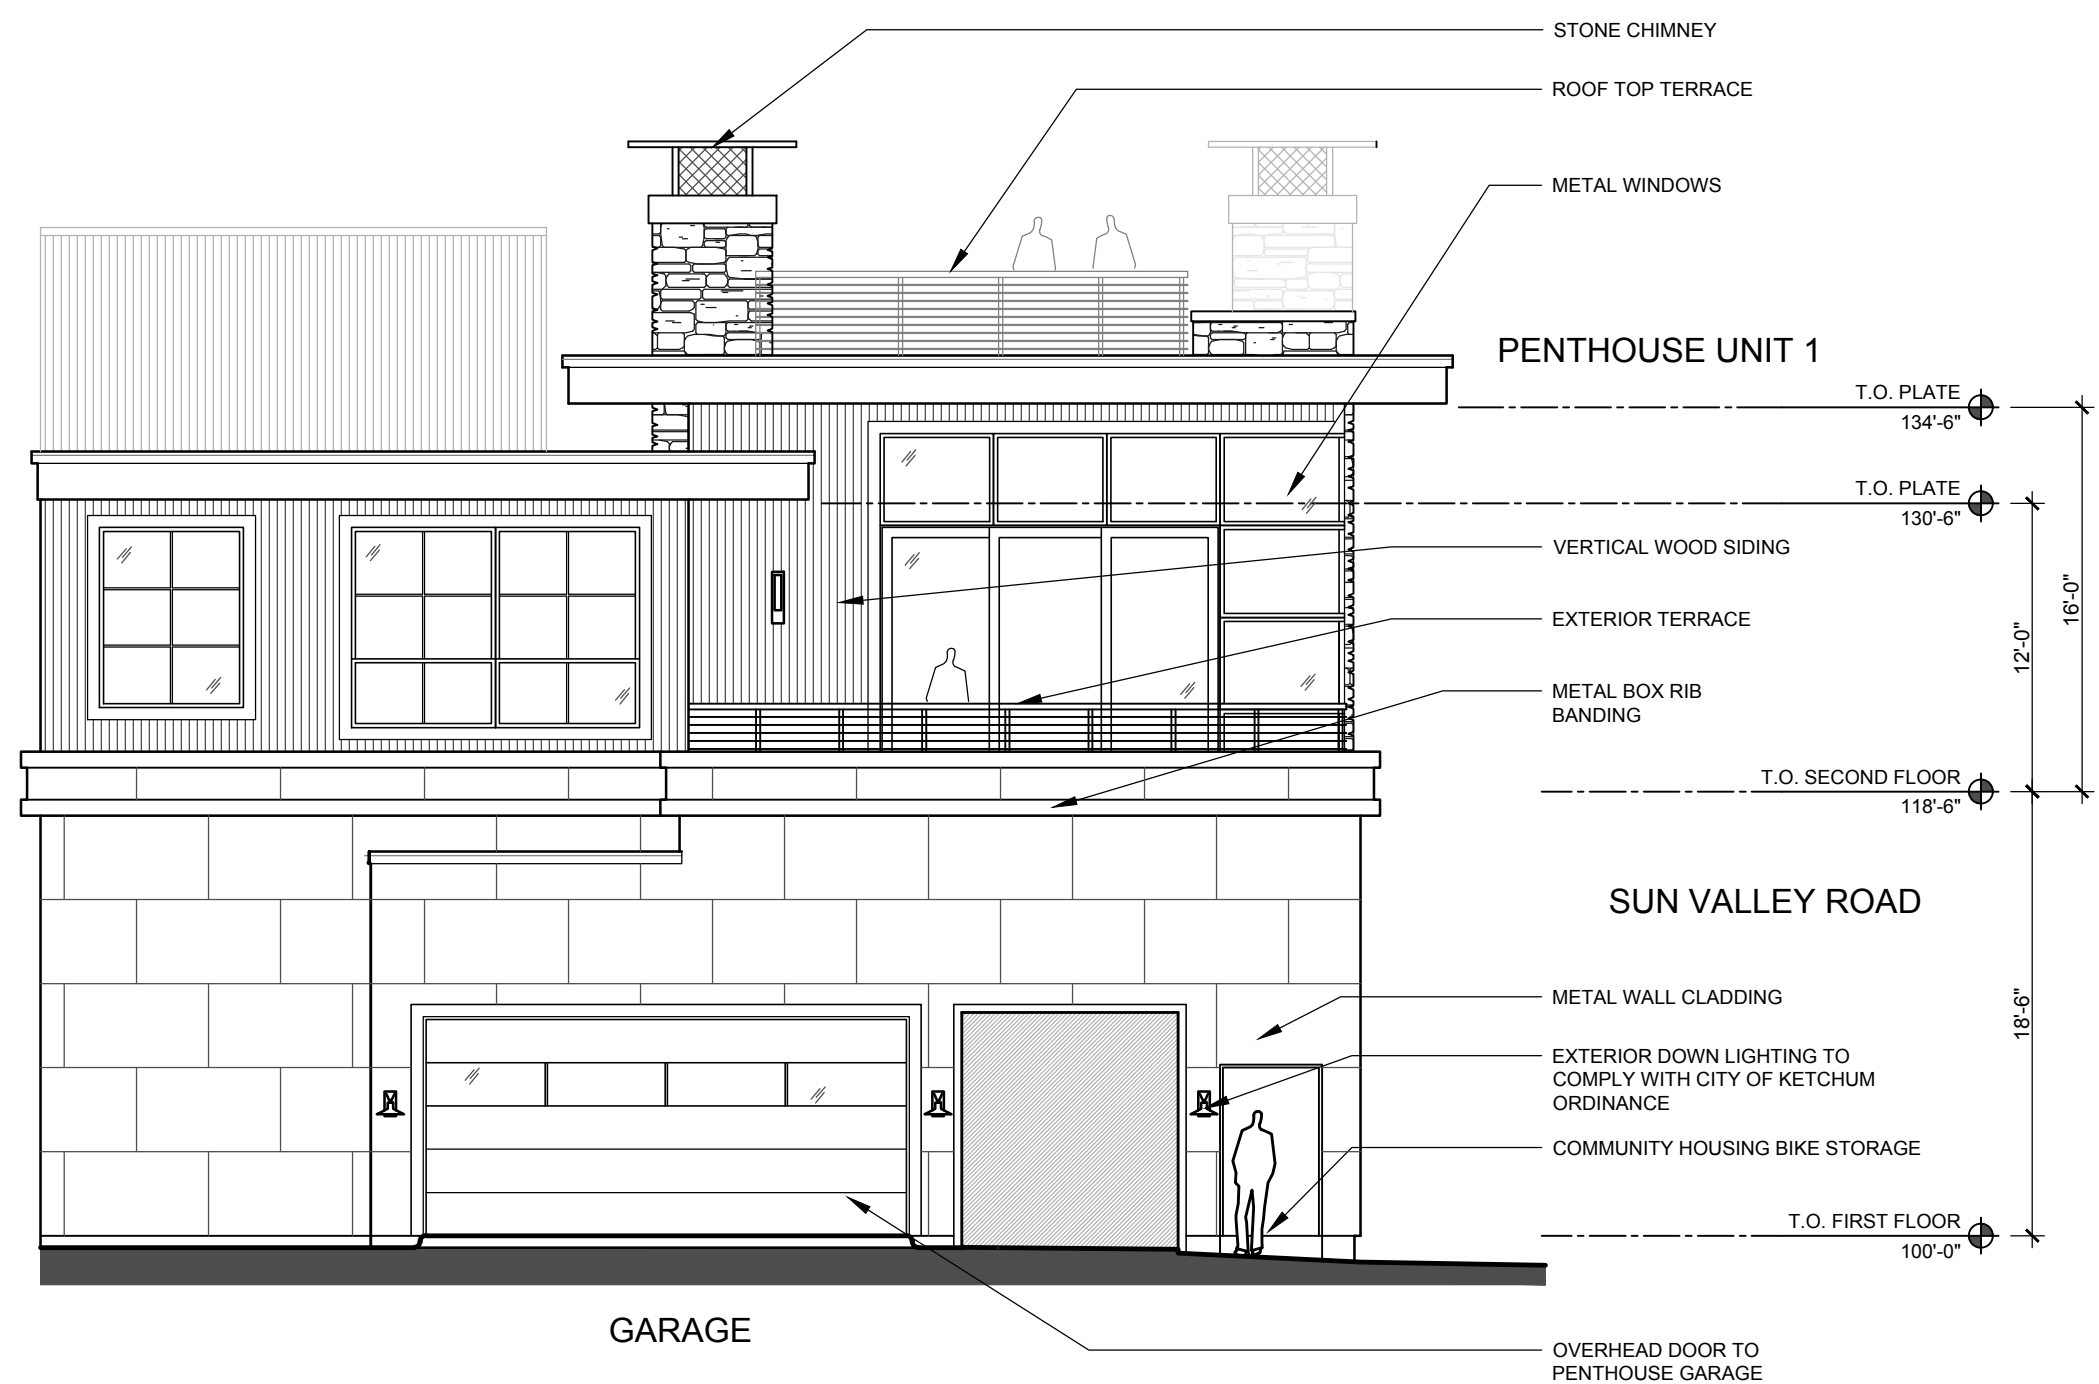 STONE CHIMNEY
ROOF TOP TERRACE
METAL WINDOWS
PENTHOUSE UNIT 1
T.O. PLATE
134'-6"
T.O. PLATE
130'-6"
VERTICAL WOOD SIDING
16'-0"
EXTERIOR TERRACE
12'-0"
METAL BOX RIB
BANDING
T.O. SECOND FLOOR
118'-6"
SUN VALLEY ROAD
METAL WALL CLADDING
18'-6"
EXTERIOR DOWN LIGHTING TO
COMPLY WITH CITY OF KETCHUM
ORDINANCE
COMMUNITY HOUSING BIKE STORAGE
T.O. FIRST FLOOR
100'-0"
GARAGE
OVERHEAD DOOR TO
PENTHOUSE GARAGE